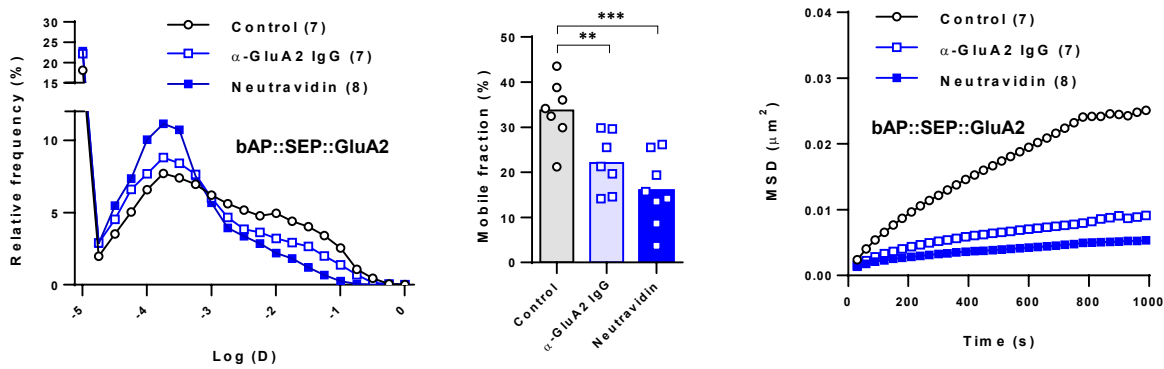 Relative frequency (%)
30
25
20
15
10
5
0
-5
-4
-3
-2
-1
0
Log (D)
Control (7)
α-GluA2 IgG (7)
Neutravidin (8)
bAP::SEP::GluA2
Mobile fraction (%)
50
40
30
20
10
0
***
**
Control
α-GluA2 IgG
Neutravidin
MSD (μm²)
0.04
0.03
0.02
0.01
0.00
0
200
400
600
800
1000
Time (s)
Control (7)
α-GluA2 IgG (7)
Neutravidin (8)
bAP::SEP::GluA2